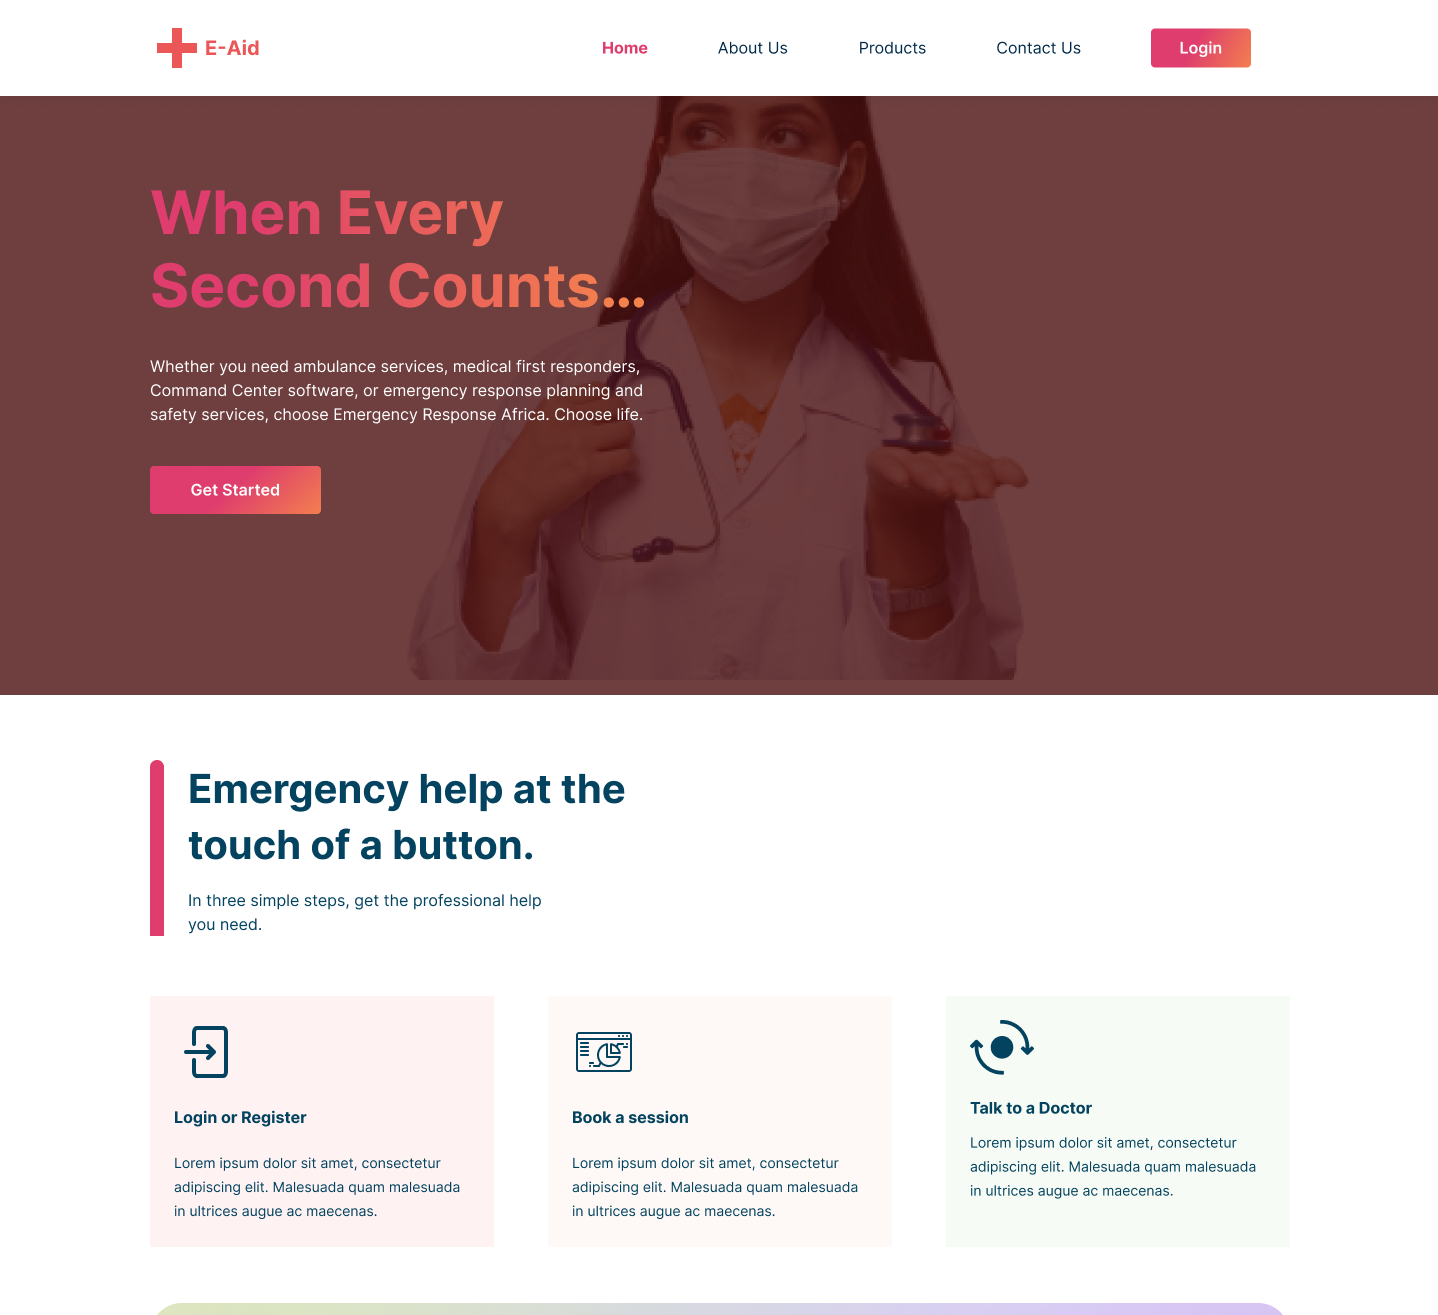 E-Aid
Home
About Us
Products
Contact Us
Login
When Every
Second Counts...
Whether you need ambulance services, medical first responders,
Command Center software, or emergency response planning and
safety services, choose Emergency Response Africa. Choose life.
Get Started
Emergency help at the
touch of a button.
In three simple steps, get the professional help
you need.
Login or Register
Lorem ipsum dolor sit amet, consectetur
adipiscing elit. Malesuada quam malesuada
in ultrices augue ac maecenas.
Book a session
Lorem ipsum dolor sit amet, consectetur
adipiscing elit. Malesuada quam malesuada
in ultrices augue ac maecenas.
Talk to a Doctor
Lorem ipsum dolor sit amet, consectetur
adipiscing elit. Malesuada quam malesuada
in ultrices augue ac maecenas.